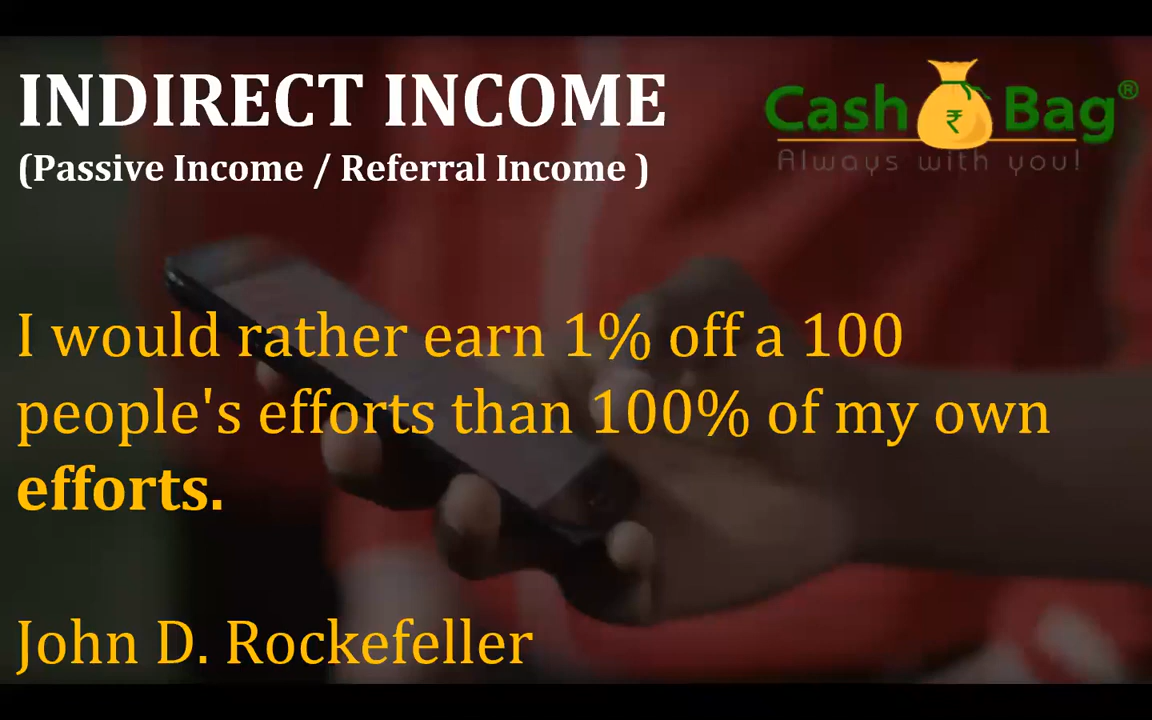 INDIRECT INCOME
(Passive Income / Referral Income )
Cash ₹ Bag®
Always with you!
I would rather earn 1% off a 100
people's efforts than 100% of my own
efforts.
John D. Rockefeller